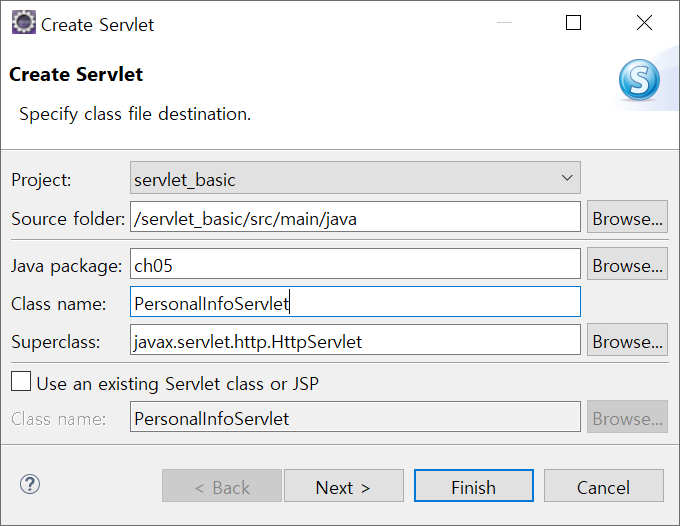 Create Servlet
Create Servlet
Specify class file destination.
S
Project: servlet_basic
Source folder: /servlet_basic/src/main/java Browse...
Java package: ch05 Browse...
Class name: PersonalInfoServlet
Superclass: javax.servlet.http.HttpServlet Browse...
Use an existing Servlet class or JSP
Class name: PersonalInfoServlet Browse...
? < Back Next > Finish Cancel